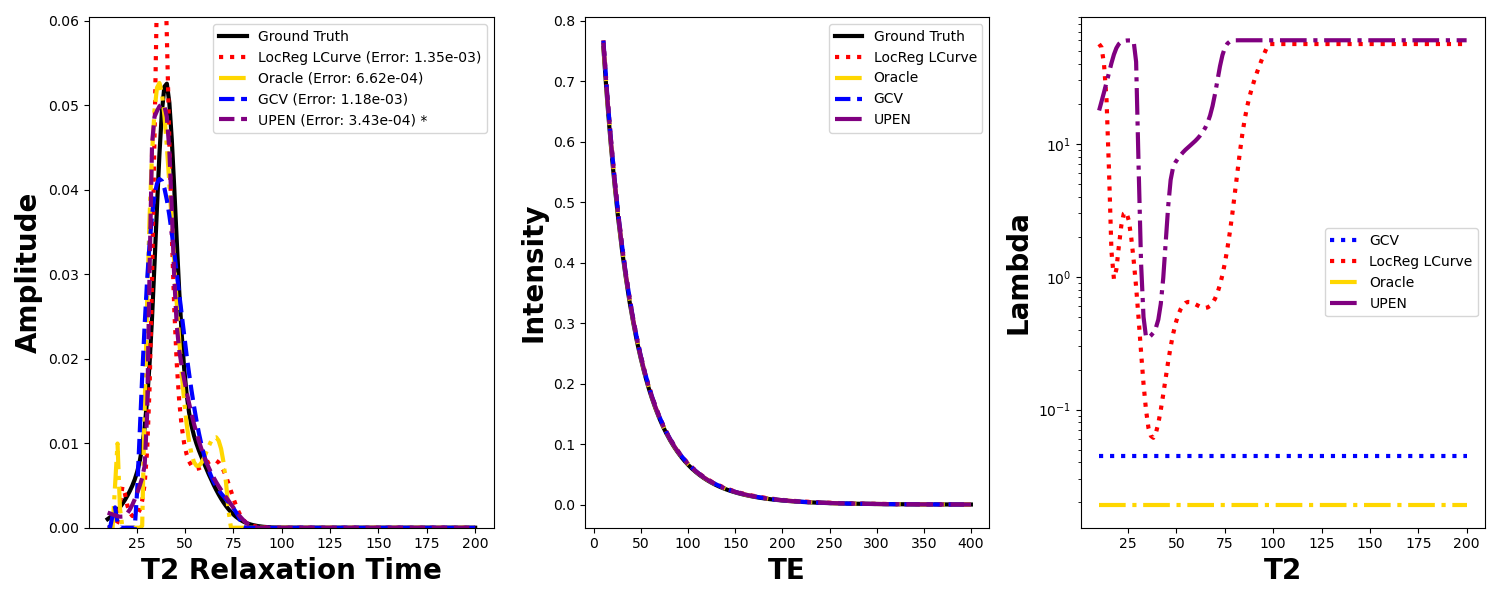 0.06
0.05
0.04
0.03
0.02
0.01
0.00
Amplitude
25
50
75
100
125
150
175
200
T2 Relaxation Time
Ground Truth
LocReg LCurve (Error: 1.35e-03)
Oracle (Error: 6.62e-04)
GCV (Error: 1.18e-03)
UPEN (Error: 3.43e-04) *
0.8
0.7
0.6
0.5
0.4
0.3
0.2
0.1
0.0
Intensity
0
50
100
150
200
250
300
350
400
TE
Ground Truth
LocReg LCurve
Oracle
GCV
UPEN
10¹
10⁰
10⁻¹
Lambda
25
50
75
100
125
150
175
200
T2
GCV
LocReg LCurve
Oracle
UPEN